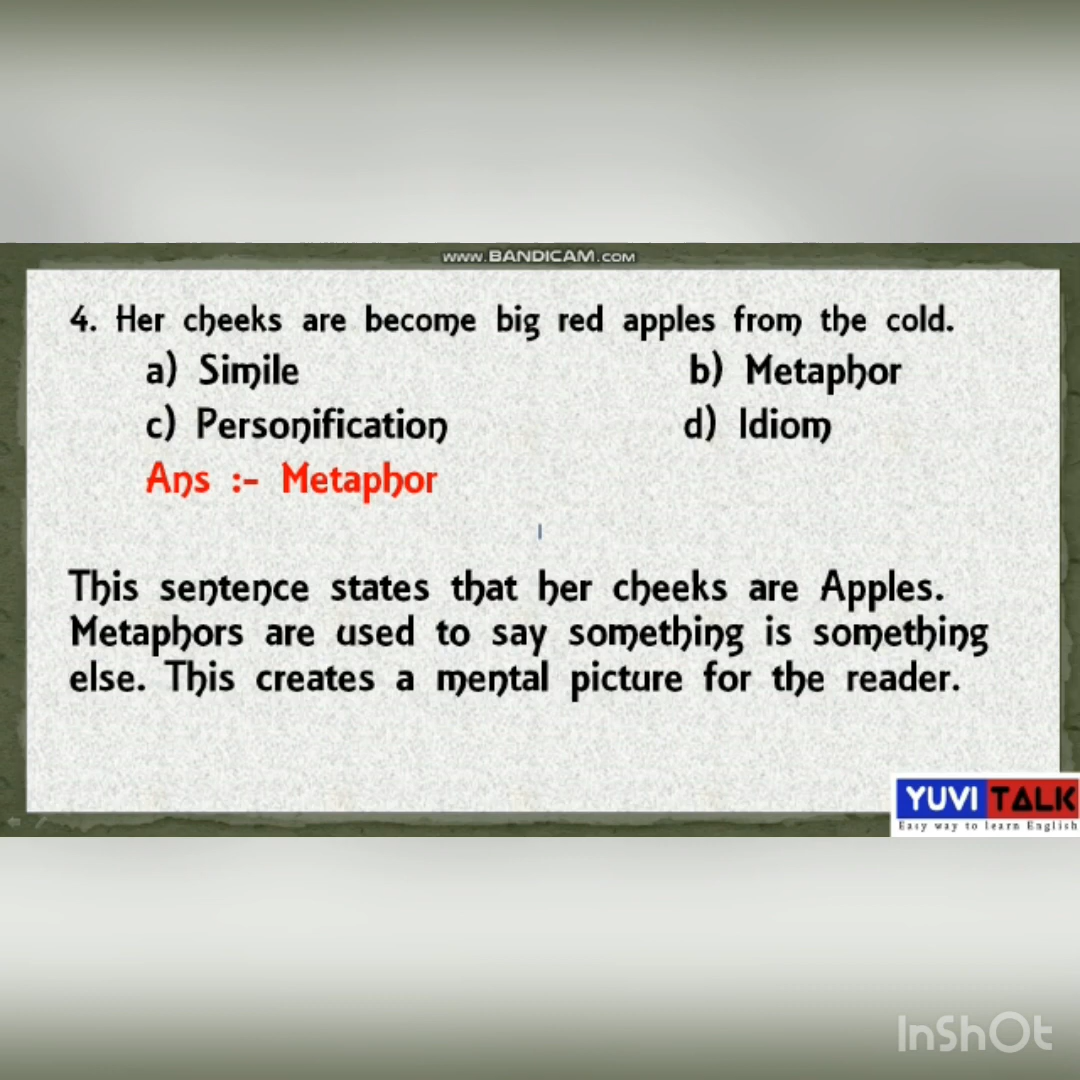 www.BANDICAM.com
4. Her cheeks are become big red apples from the cold.
a) Simile b) Metaphor
c) Personification d) Idiom
Ans :- Metaphor
This sentence states that her cheeks are Apples.
Metaphors are used to say something is something
else. This creates a mental picture for the reader.
YUVI TALK
Easy way to learn English
InShOt